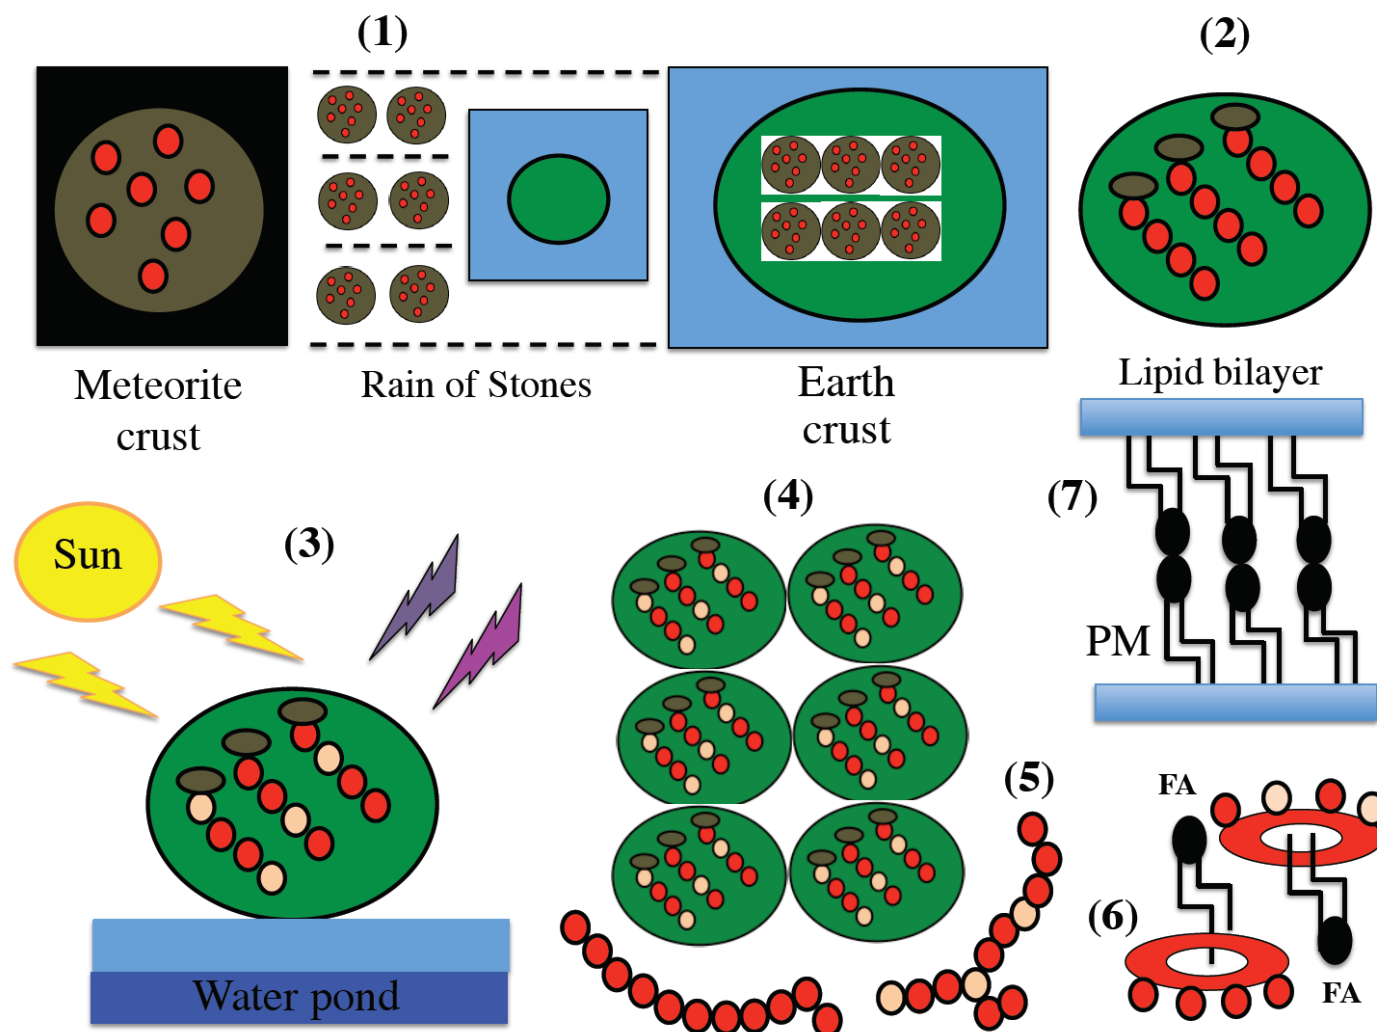 (1)
(2)
Meteorite
crust
Rain of Stones
Earth
crust
Lipid bilayer
(3)
Sun
(4)
(7)
PM
Water pond
(5)
FA
(6)
FA